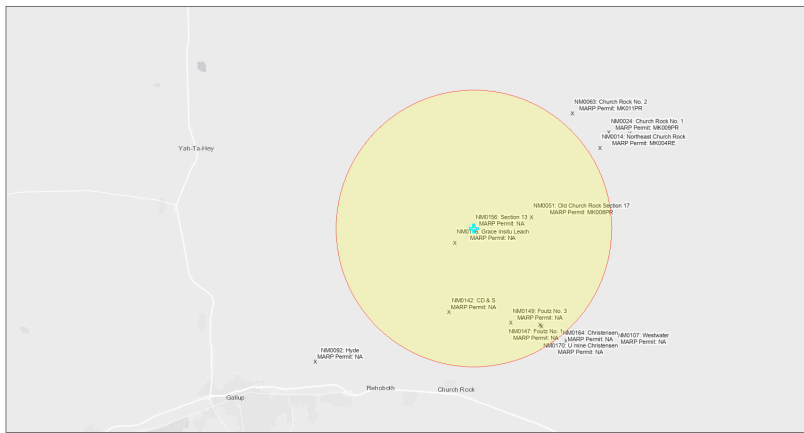 NM0063: Church Rock No. 2
MARP Permit: MK011PR
NM0024: Church Rock No. 1
MARP Permit: MK009PR
NM0014: Northeast Church Rock
MARP Permit: MK004RE
Yah-Ta-Hey
NM0051: Old Church Rock Section 17
MARP Permit: MK008PR
NM0156: Section 13
MARP Permit: NA
Grace Insitu Leach
MARP Permit: NA
NM0142: CD & S
MARP Permit: NA
NM0149: Foutz No. 3
MARP Permit: NA
NM0147: Foutz No. 1
MARP Permit: NA
NM0164: Christensen
MARP Permit: NA
NM0107: Westwater
MARP Permit: NA
NM0170: U mine Christensen
MARP Permit: NA
NM0092: Hyde
MARP Permit: NA
Rehoboth
Church Rock
Gallup